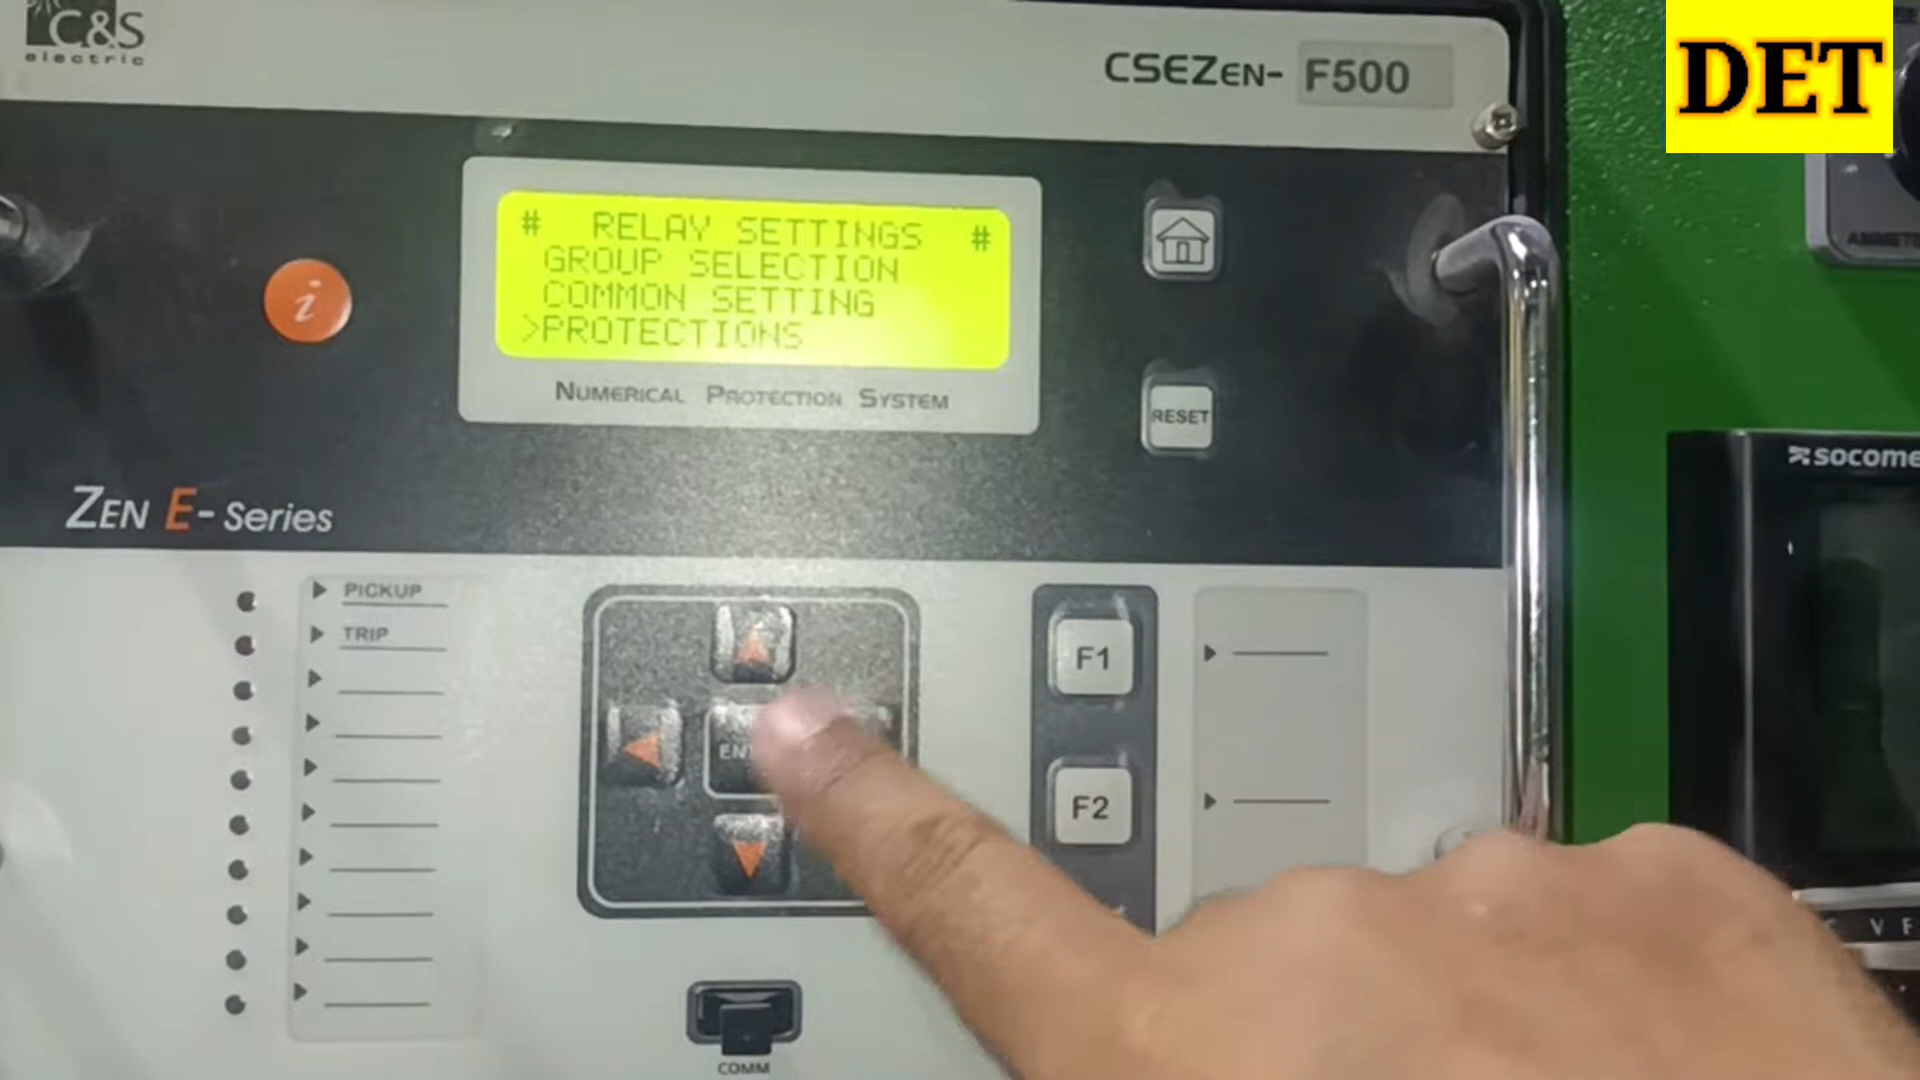 C&S
electric
CSEZEN- F500
DET
# RELAY SETTINGS #
GROUP SELECTION
COMMON SETTING
>PROTECTIONS
NUMERICAL PROTECTION SYSTEM
i
RESET
ZEN E- Series
PICKUP
TRIP
F1
F2
COMM
socome
V F